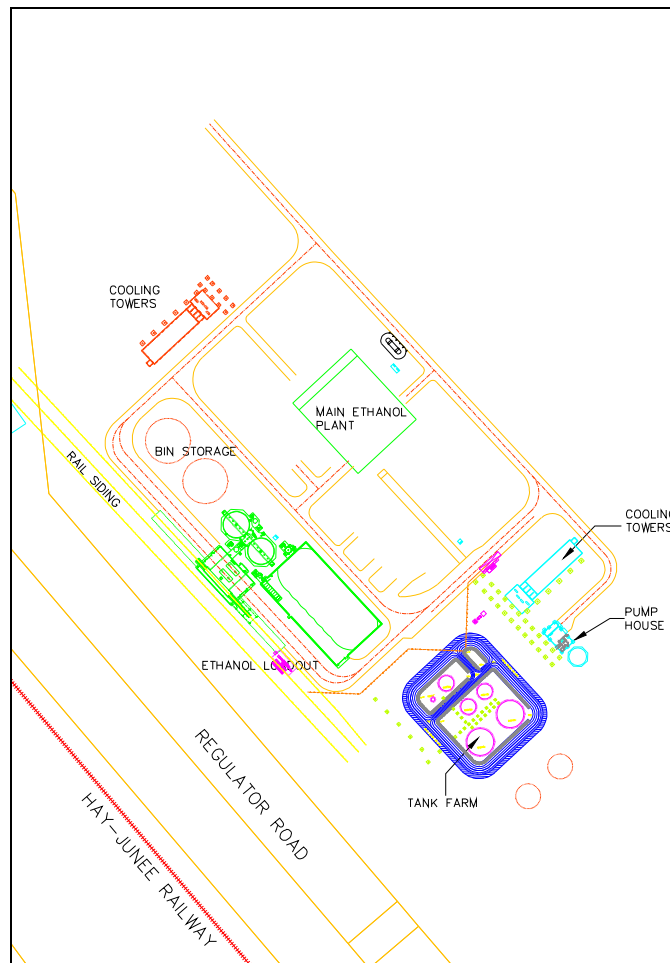 COOLING
TOWERS
MAIN ETHANOL
PLANT
BIN STORAGE
RAIL SIDING
COOLING
TOWERS
PUMP
HOUSE
ETHANOL LOADOUT
TANK FARM
REGULATOR ROAD
HAY-JUNEE RAILWAY